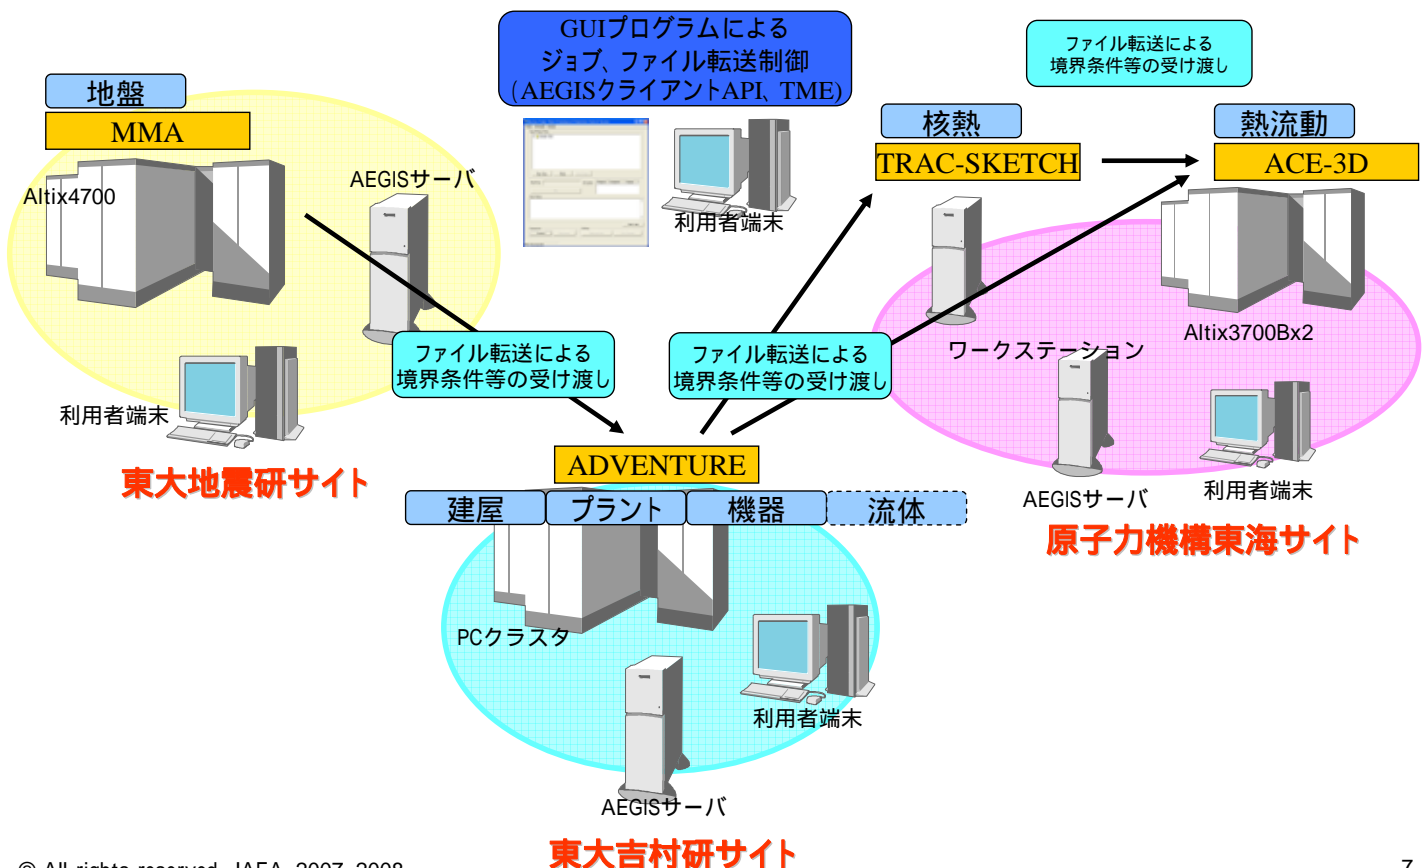 GUIプログラムによる
ジョブ、ファイル転送制御
(AEGISクライアントAPI、TME)
ファイル転送による
境界条件等の受け渡し
地盤
MMA
Altix4700
AEGISサーバ
利用者端末
東大地震研サイト
利用者端末
核熱
TRAC-SKETCH
熱流動
ACE-3D
Altix3700Bx2
ワークステーション
AEGISサーバ
利用者端末
原子力機構東海サイト
ファイル転送による
境界条件等の受け渡し
ファイル転送による
境界条件等の受け渡し
ADVENTURE
建屋
プラント
機器
流体
PCクラスタ
利用者端末
AEGISサーバ
東大吉村研サイト
© All rights reserved, JAEA, 2007, 2008
7